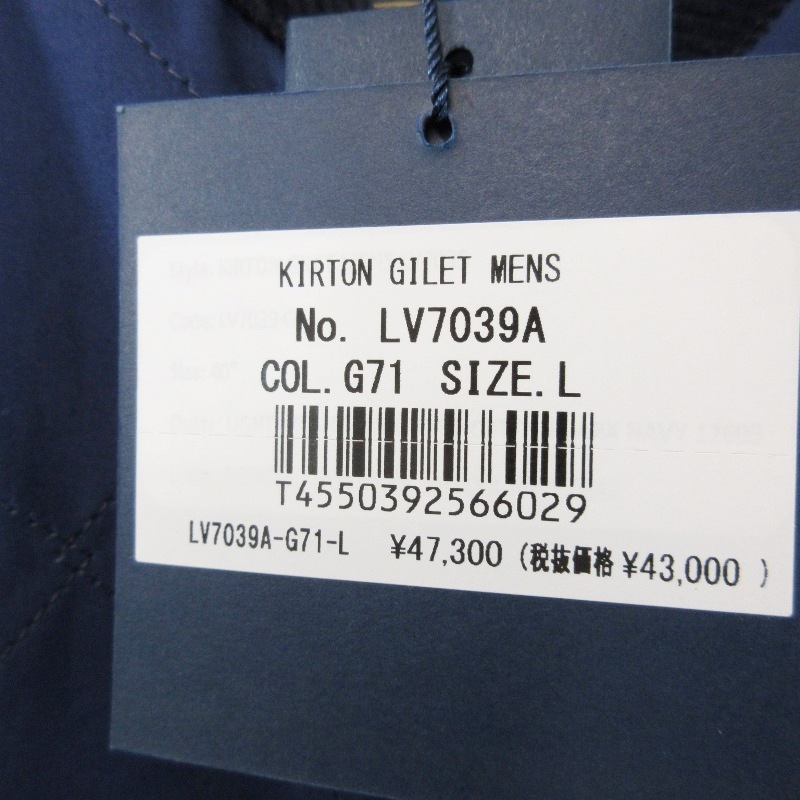 KIRTON GILET MENS
No. LV7039A
COL. G71 SIZE. L
T4550392566029
LV7039A-G71-L ¥47,300 (税抜価格 ¥43,000 )